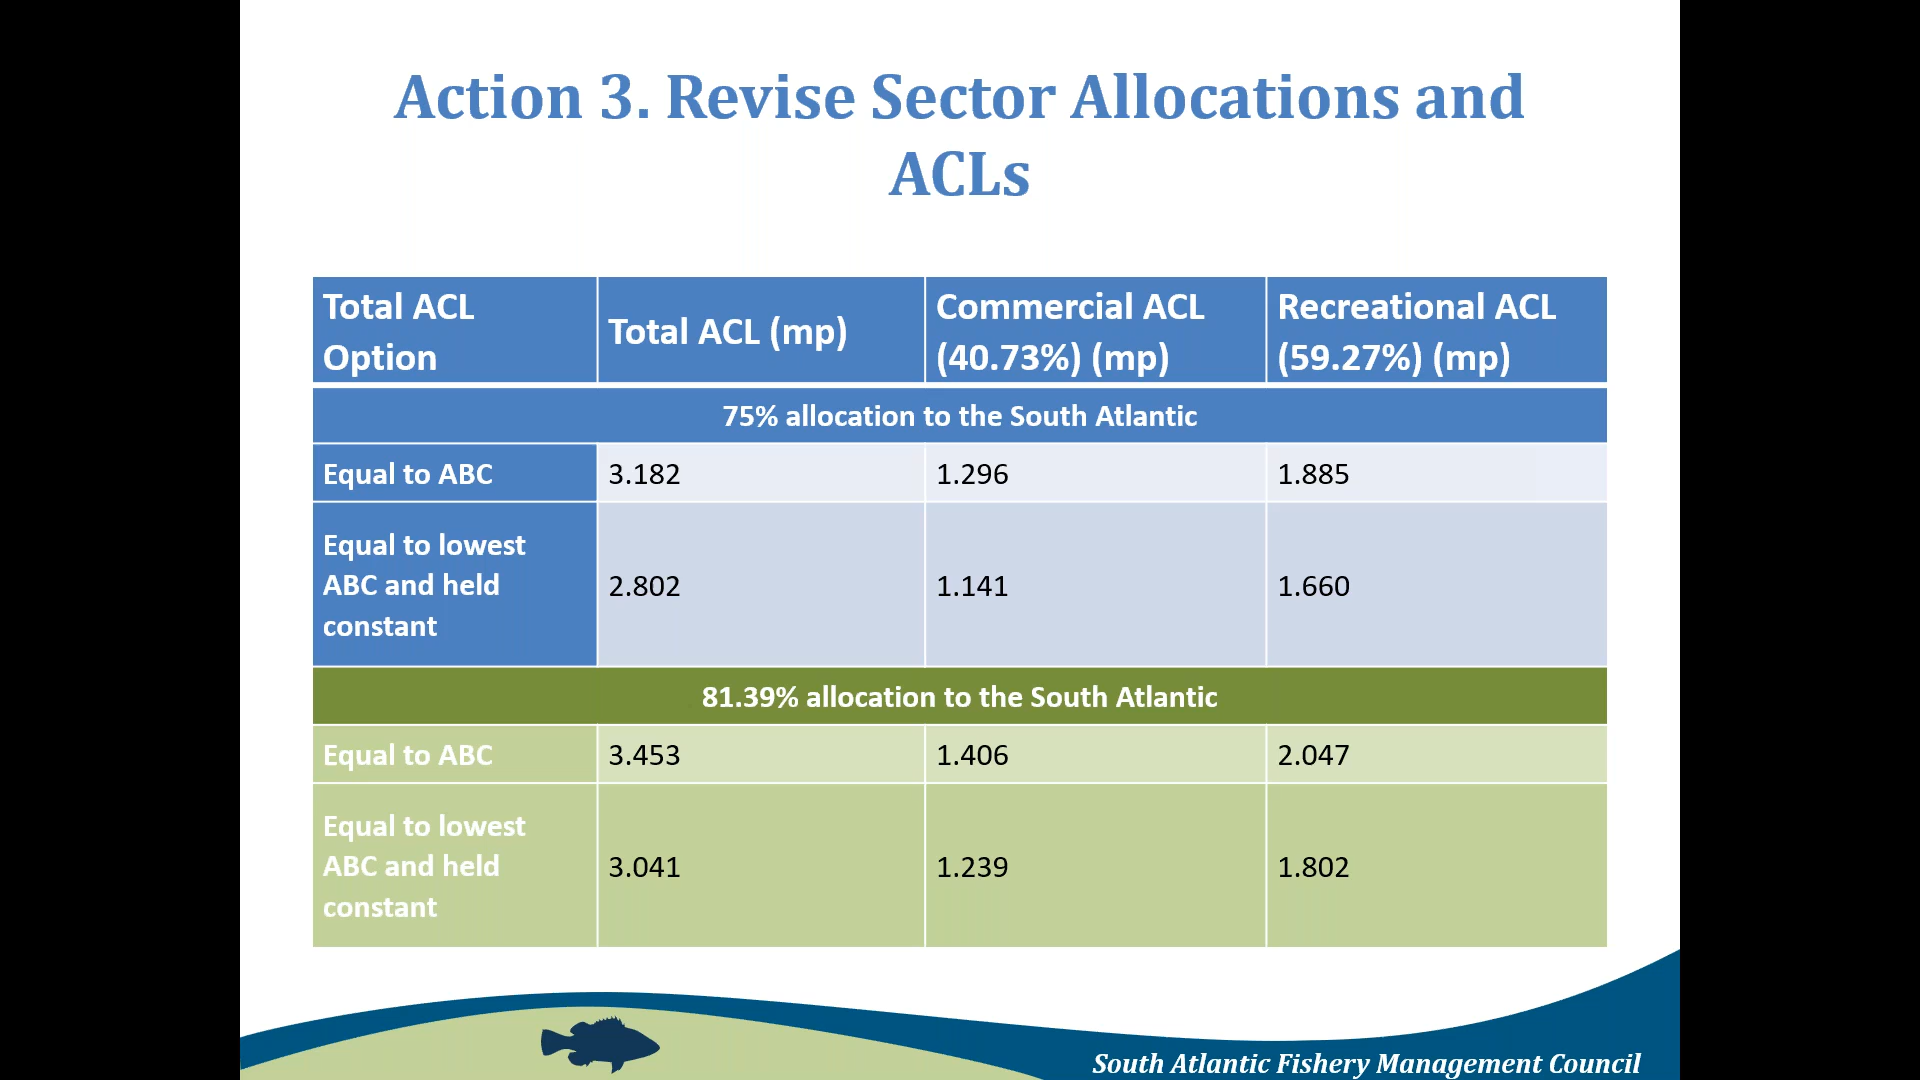 Action 3. Revise Sector Allocations and
ACLs
Total ACL
Option
Total ACL (mp)
Commercial ACL
(40.73%) (mp)
Recreational ACL
(59.27%) (mp)
75% allocation to the South Atlantic
Equal to ABC
3.182
1.296
1.885
Equal to lowest
ABC and held
constant
2.802
1.141
1.660
81.39% allocation to the South Atlantic
Equal to ABC
3.453
1.406
2.047
Equal to lowest
ABC and held
constant
3.041
1.239
1.802
South Atlantic Fishery Management Council